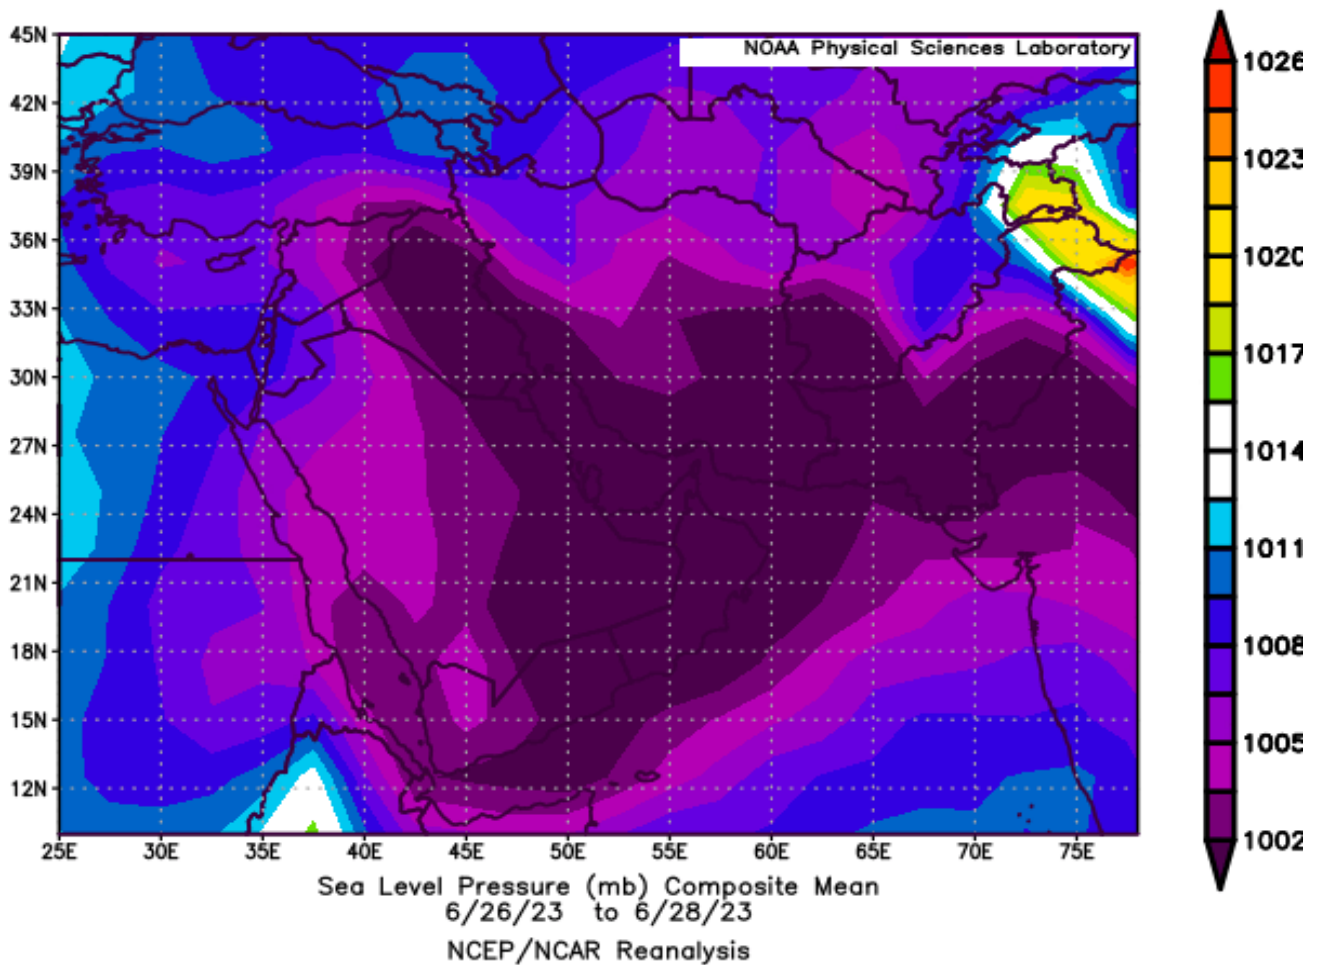 NOAA Physical Sciences Laboratory
45N
42N
39N
36N
33N
30N
27N
24N
21N
18N
15N
12N
25E 30E 35E 40E 45E 50E 55E 60E 65E 70E 75E
1026
1023
1020
1017
1014
1011
1008
1005
1002
Sea Level Pressure (mb) Composite Mean
6/26/23 to 6/28/23
NCEP/NCAR Reanalysis